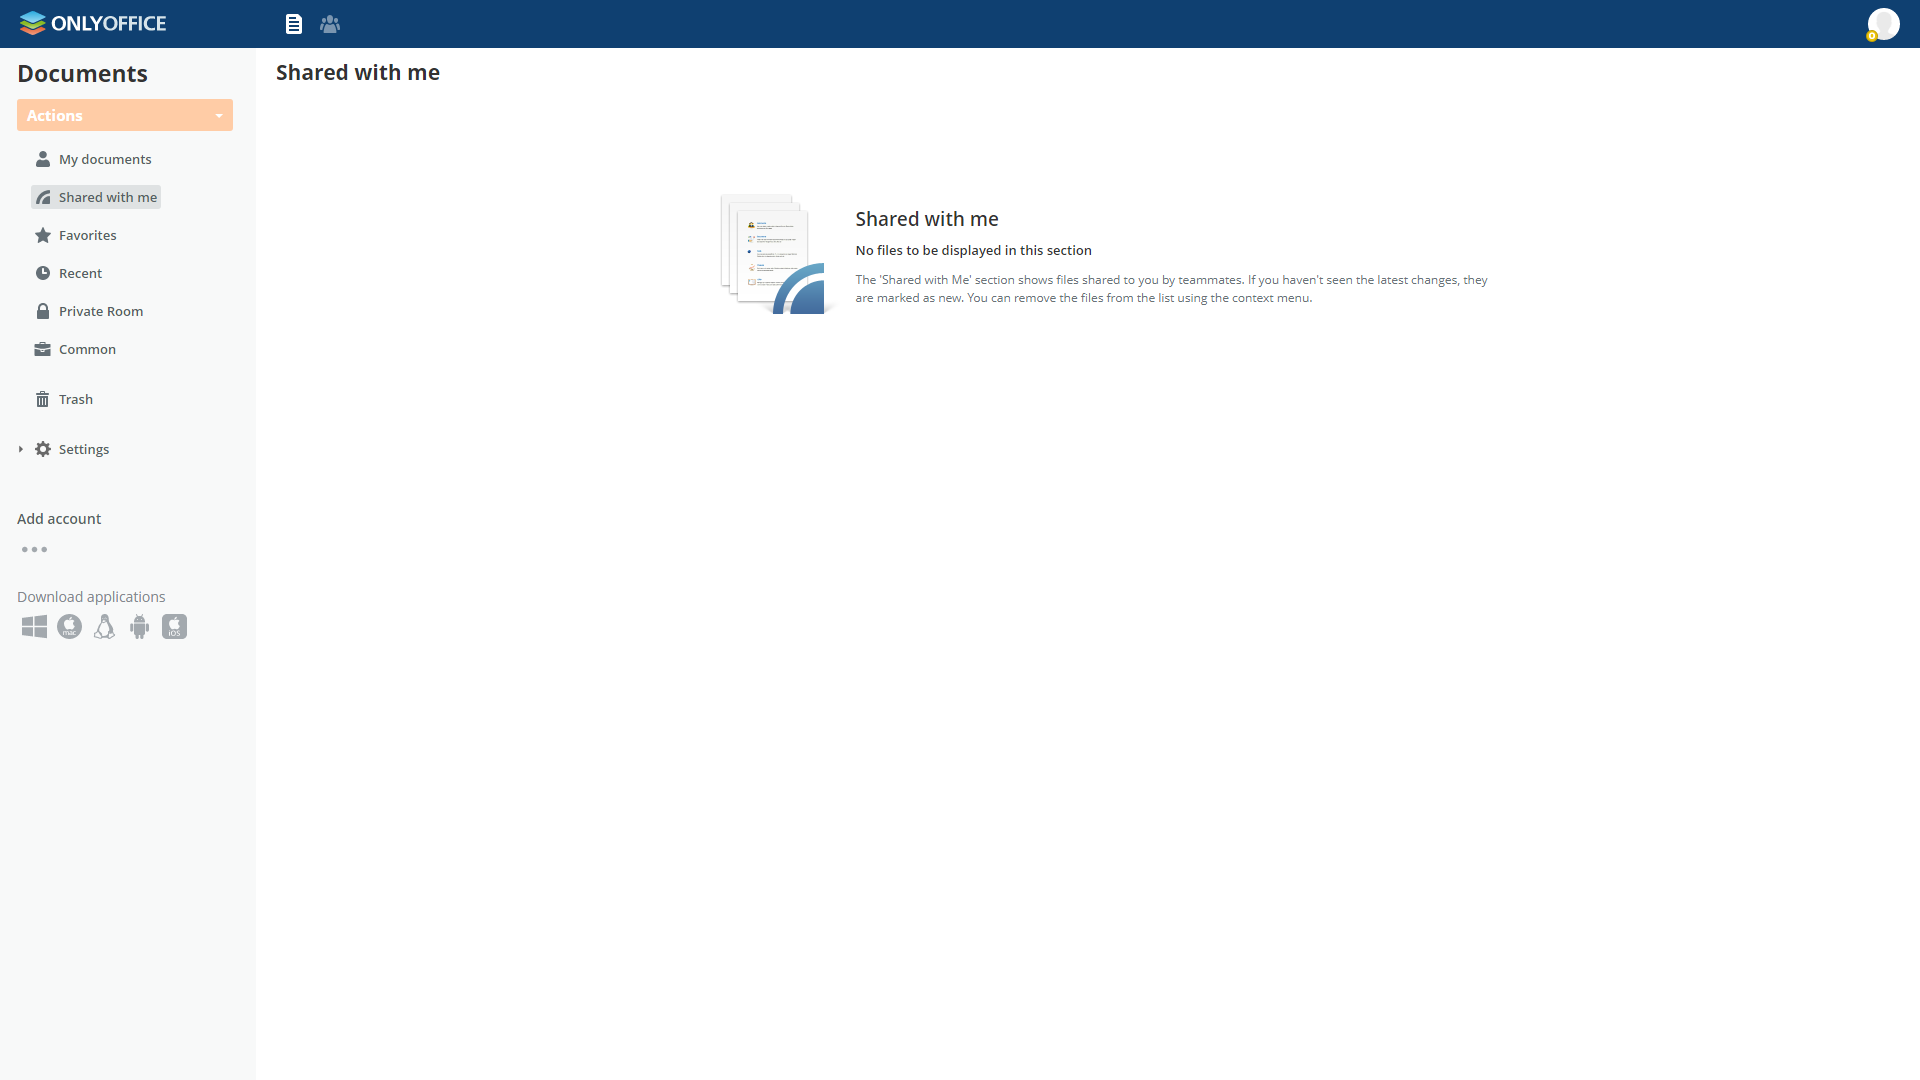 ONLYOFFICE
Documents
Actions
My documents
Shared with me
Favorites
Recent
Private Room
Common
Trash
Settings
Add account
Download applications
mac
iOS
Shared with me
Shared with me
No files to be displayed in this section
The 'Shared with Me' section shows files shared to you by teammates. If you haven't seen the latest changes, they
are marked as new. You can remove the files from the list using the context menu.